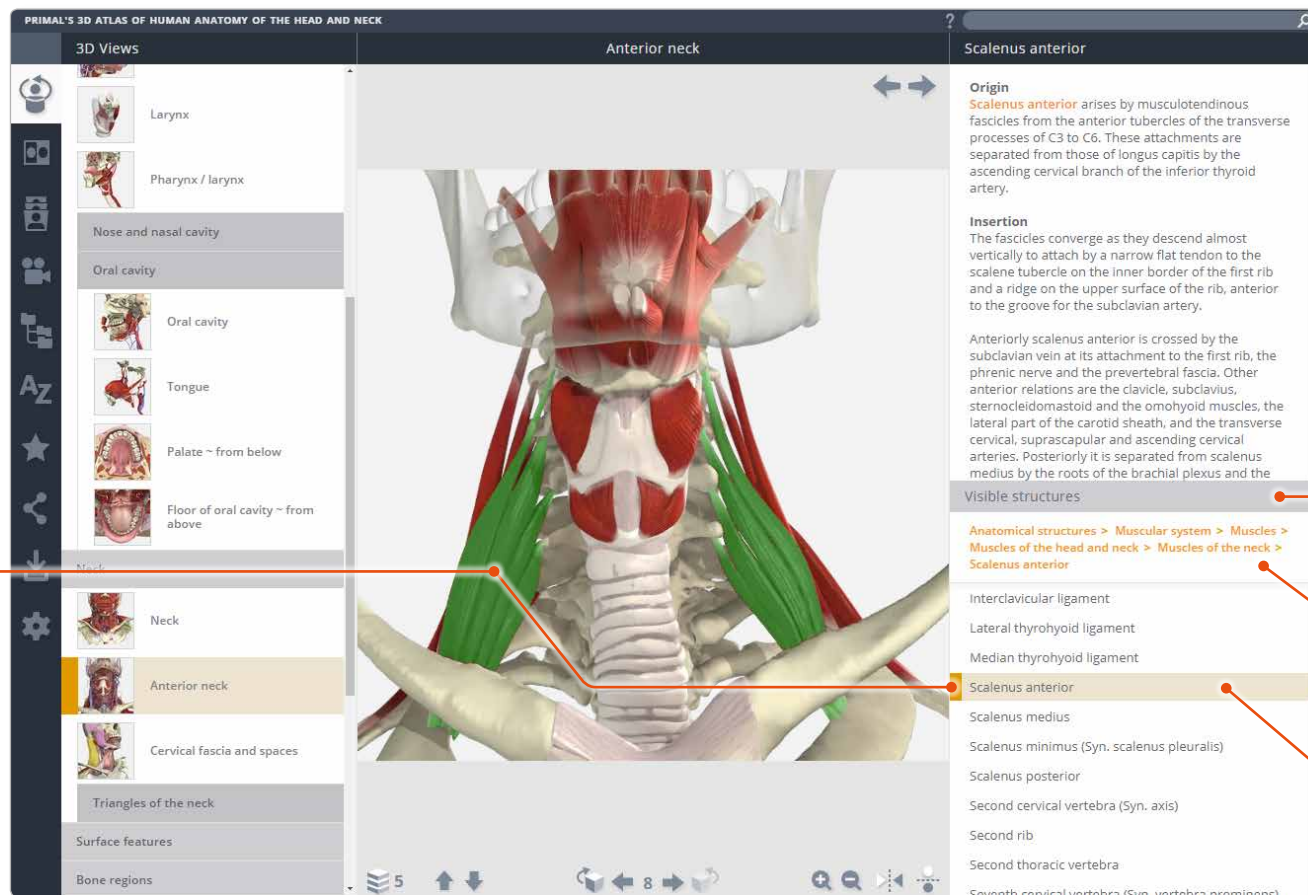 PRIMAL'S 3D ATLAS OF HUMAN ANATOMY OF THE HEAD AND NECK
?
3D Views
Anterior neck
Scalenus anterior
Larynx
Pharynx / larynx
Nose and nasal cavity
Oral cavity
Oral cavity
Tongue
Palate ~ from below
Floor of oral cavity ~ from
above
Neck
Neck
Anterior neck
Cervical fascia and spaces
Triangles of the neck
Surface features
Bone regions
AZ
5
8
Origin
Scalenus anterior arises by musculotendinous
fascicles from the anterior tubercles of the transverse
processes of C3 to C6. These attachments are
separated from those of longus capitis by the
ascending cervical branch of the inferior thyroid
artery.
Insertion
The fascicles converge as they descend almost
vertically to attach by a narrow flat tendon to the
scalene tubercle on the inner border of the first rib
and a ridge on the upper surface of the rib, anterior
to the groove for the subclavian artery.
Anteriorly scalenus anterior is crossed by the
subclavian vein at its attachment to the first rib, the
phrenic nerve and the prevertebral fascia. Other
anterior relations are the clavicle, subclavius,
sternocleidomastoid and the omohyoid muscles, the
lateral part of the carotid sheath, and the transverse
cervical, suprascapular and ascending cervical
arteries. Posteriorly it is separated from scalenus
medius by the roots of the brachial plexus and the
Visible structures
Anatomical structures > Muscular system > Muscles >
Muscles of the head and neck > Muscles of the neck >
Scalenus anterior
Interclavicular ligament
Lateral thyrohyoid ligament
Median thyrohyoid ligament
Scalenus anterior
Scalenus medius
Scalenus minimus (Syn. scalenus pleuralis)
Scalenus posterior
Second cervical vertebra (Syn. axis)
Second rib
Second thoracic vertebra
Seventh cervical vertebra (Syn. vertebra prominens)